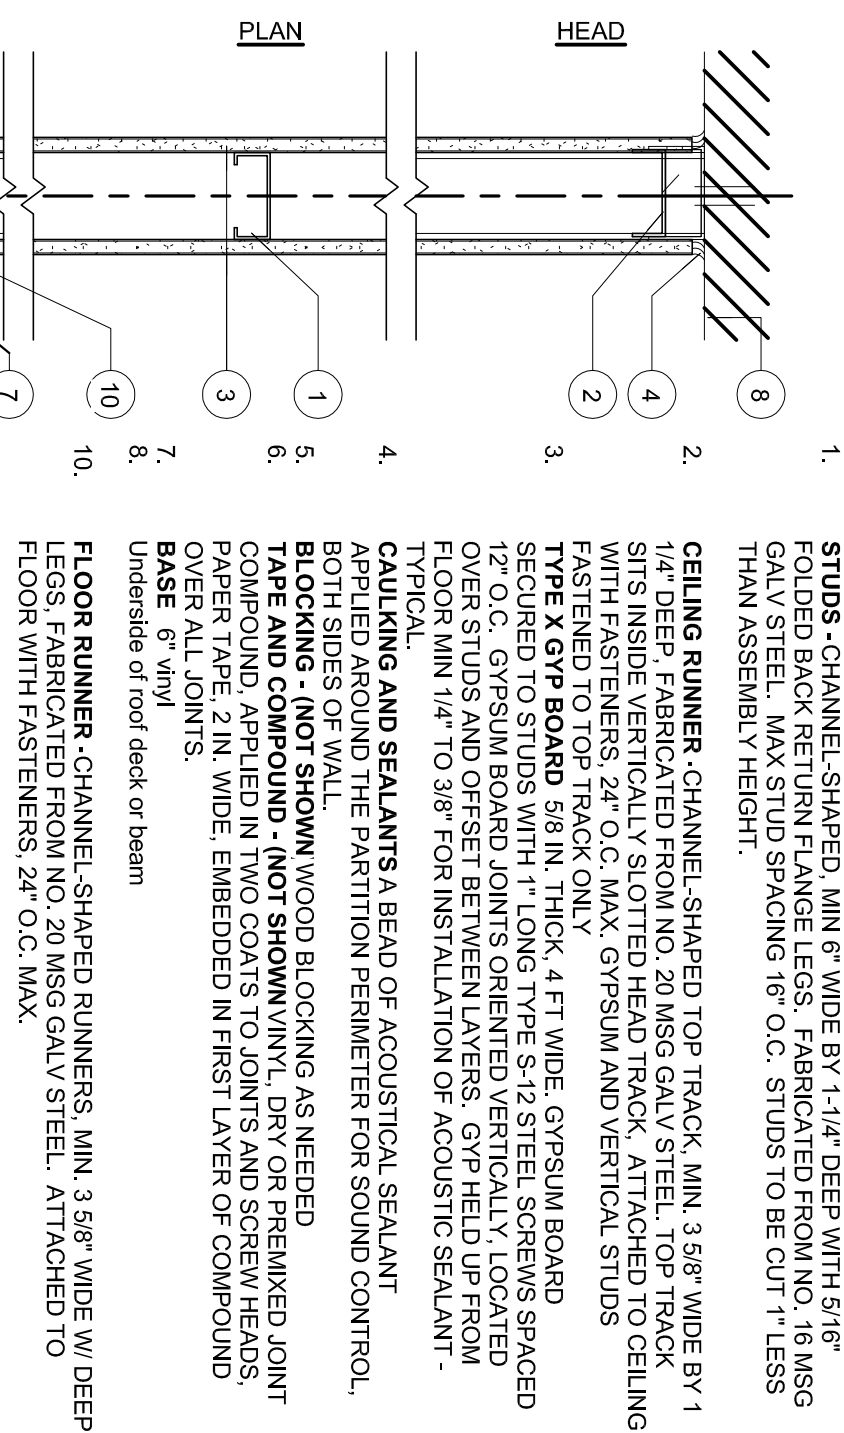 PLAN
HEAD
8
4
2
1
3
10
7
1. STUDS - CHANNEL-SHAPED, MIN 6" WIDE BY 1-1/4" DEEP WITH 5/16"
FOLDED BACK RETURN FLANGE LEGS. FABRICATED FROM NO. 16 MSG
GALV STEEL. MAX STUD SPACING 16" O.C. STUDS TO BE CUT 1" LESS
THAN ASSEMBLY HEIGHT.
2. CEILING RUNNER - CHANNEL-SHAPED TOP TRACK, MIN. 3 5/8" WIDE BY 1
1/4" DEEP, FABRICATED FROM NO. 20 MSG GALV STEEL. TOP TRACK
SITS INSIDE VERTICALLY SLOTTED HEAD TRACK, ATTACHED TO CEILING
WITH FASTENERS, 24" O.C. MAX. GYPSUM AND VERTICAL STUDS
FASTENED TO TOP TRACK ONLY
3. TYPE X GYP BOARD 5/8 IN. THICK, 4 FT WIDE. GYPSUM BOARD
SECURED TO STUDS WITH 1" LONG TYPE S-12 STEEL SCREWS SPACED
12" O.C. GYPSUM BOARD JOINTS ORIENTED VERTICALLY, LOCATED
OVER STUDS AND OFFSET BETWEEN LAYERS. GYP HELD UP FROM
FLOOR MIN 1/4" TO 3/8" FOR INSTALLATION OF ACOUSTIC SEALANT -
TYPICAL.
4. CAULKING AND SEALANTS A BEAD OF ACOUSTICAL SEALANT
APPLIED AROUND THE PARTITION PERIMETER FOR SOUND CONTROL,
BOTH SIDES OF WALL.
5. BLOCKING - (NOT SHOWN) WOOD BLOCKING AS NEEDED
6. TAPE AND COMPOUND - (NOT SHOWN VINYL, DRY OR PREMIXED JOINT
COMPOUND, APPLIED IN TWO COATS TO JOINTS AND SCREW HEADS,
PAPER TAPE, 2 IN. WIDE, EMBEDDED IN FIRST LAYER OF COMPOUND
OVER ALL JOINTS.
7. BASE 6" vinyl
8. Underside of roof deck or beam
10. FLOOR RUNNER - CHANNEL-SHAPED RUNNERS, MIN. 3 5/8" WIDE W/ DEEP
LEGS, FABRICATED FROM NO. 20 MSG GALV STEEL. ATTACHED TO
FLOOR WITH FASTENERS, 24" O.C. MAX.